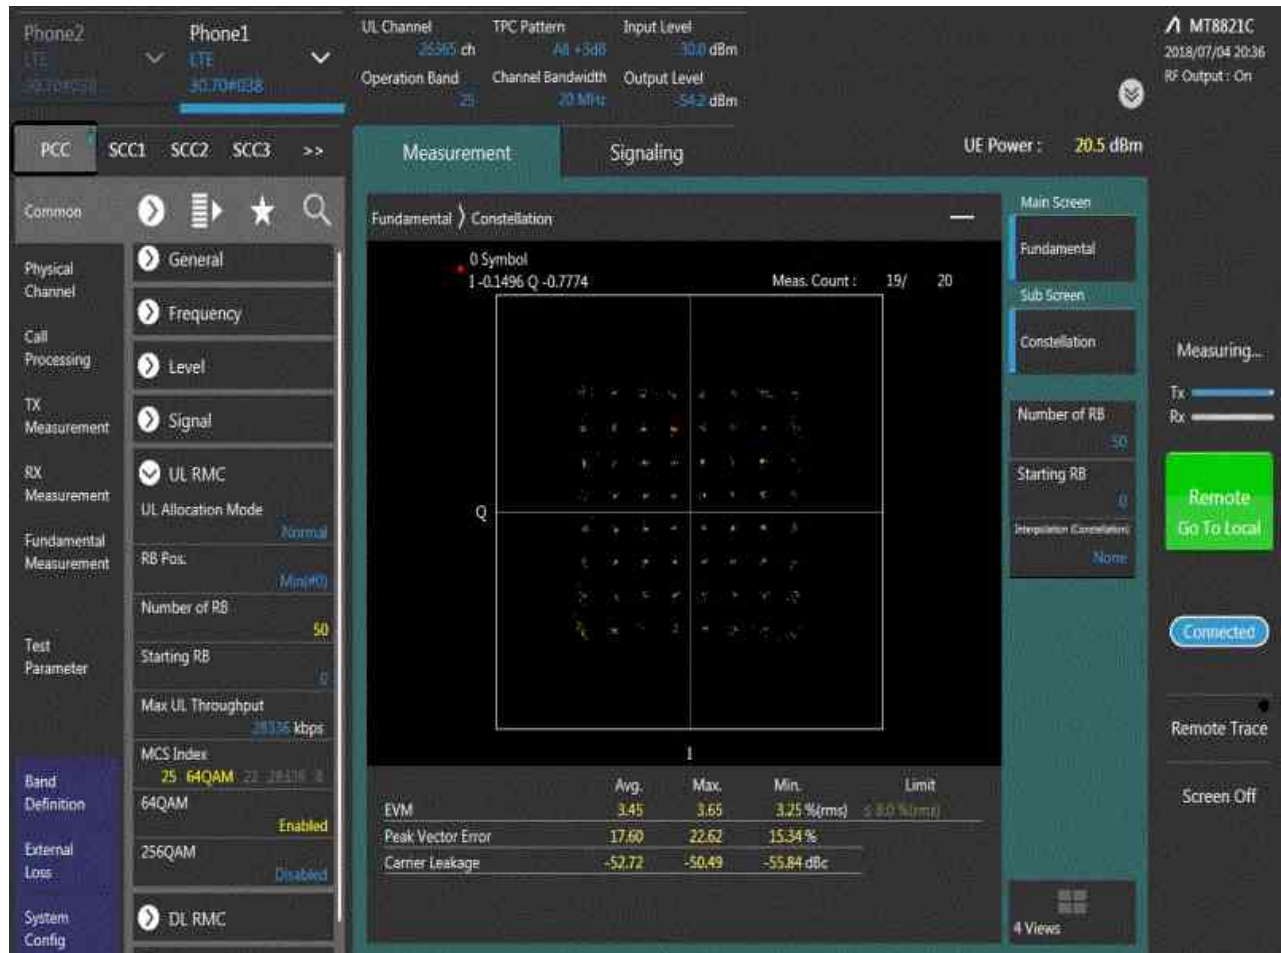 Phone2
LTE
Phone1
LTE
30.70#038
UL Channel
26365 ch
TPC Pattern
All +3dB
Input Level
30.0 dBm
Operation Band
25
Channel Bandwidth
20 MHz
Output Level
-54.2 dBm
MT8821C
2018/07/04 20:36
RF Output : On
PCC
SCC1
SCC2
SCC3
>>
Measurement
Signaling
UE Power : 20.5 dBm
Common
Physical
Channel
Call
Processing
TX
Measurement
RX
Measurement
Fundamental
Measurement
Test
Parameter
Band
Definition
External
Loss
System
Config
General
Frequency
Level
Signal
UL RMC
UL Allocation Mode
Normal
RB Pos.
Min(#0)
Number of RB
50
Starting RB
0
Max UL Throughput
28336 kbps
MCS Index
25 64QAM 22 28336 8
64QAM
Enabled
256QAM
Disabled
DL RMC
Fundamental
Constellation
0 Symbol
I -0.1496 Q -0.7774
Meas. Count : 19/ 20
Q
I
Avg. Max. Min. Limit
EVM 3.45 3.65 3.25 %(rms) ≤ 8.0 %(rms)
Peak Vector Error 17.60 22.62 15.34 %
Carrier Leakage -52.72 -50.49 -55.84 dBc
Main Screen
Fundamental
Sub Screen
Constellation
Number of RB
50
Starting RB
0
Interpolation (Constellation)
None
4 Views
Measuring...
Tx
Rx
Remote
Go To Local
Connected
Remote Trace
Screen Off